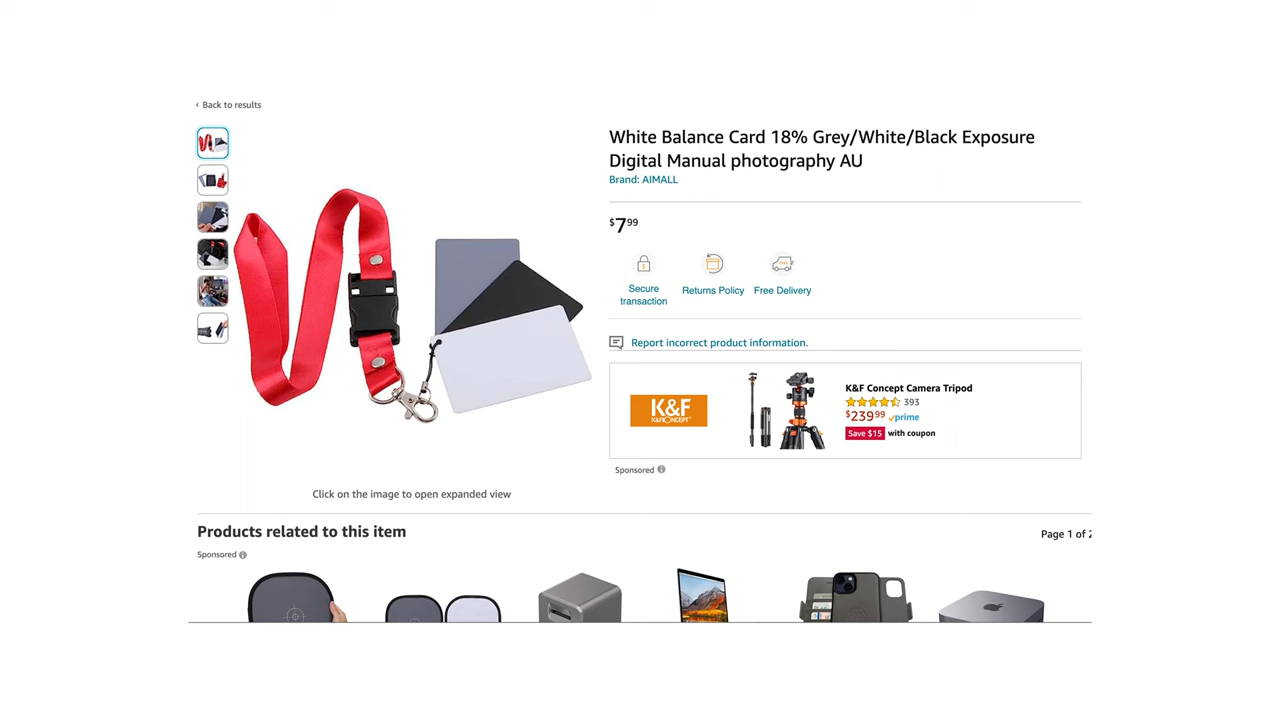 ‹ Back to results
White Balance Card 18% Grey/White/Black Exposure
Digital Manual photography AU
Brand: AIMALL
$7 99
Secure
transaction
Returns Policy
Free Delivery
Report incorrect product information.
K&F
K&F CONCEPT
K&F Concept Camera Tripod
393
$239 99 prime
Save $15 with coupon
Sponsored
Click on the image to open expanded view
Products related to this item
Page 1 of 2
Sponsored